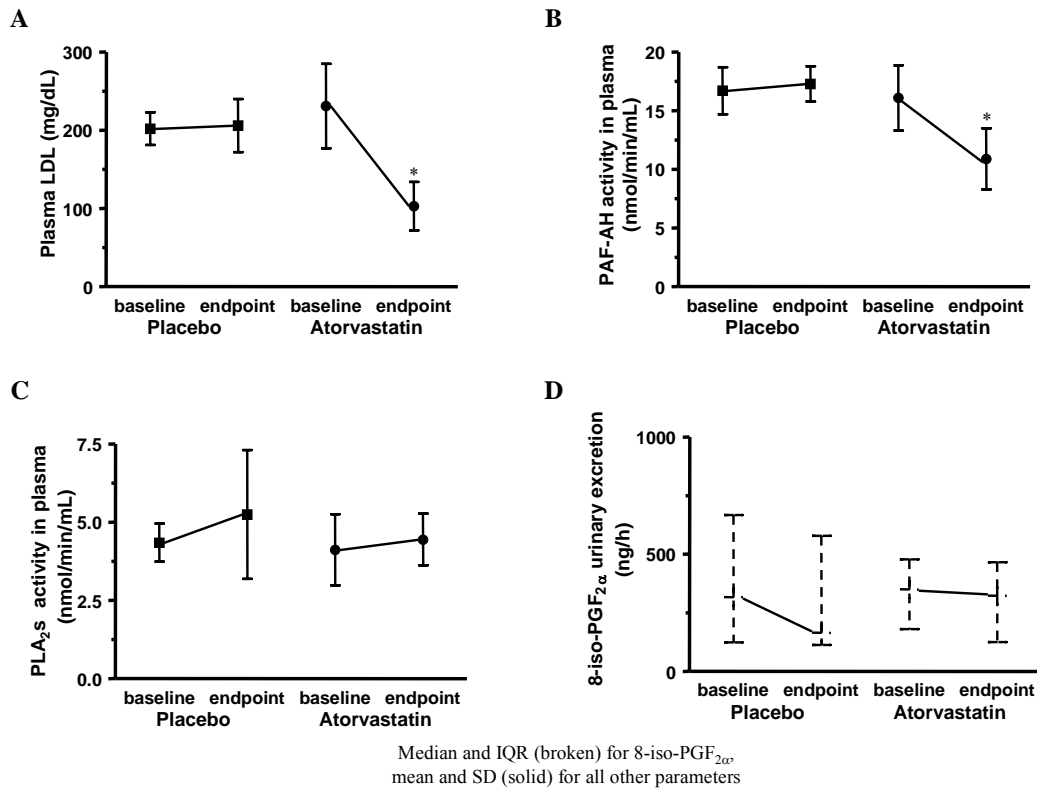 A
Plasma LDL (mg/dL)
300
200
100
0
*
baseline endpoint baseline endpoint
Placebo Atorvastatin
B
PAF-AH activity in plasma
(nmol/min/mL)
20
15
10
5
0
*
baseline endpoint baseline endpoint
Placebo Atorvastatin
C
PLA₂s activity in plasma
(nmol/min/mL)
7.5
5.0
2.5
0.0
baseline endpoint baseline endpoint
Placebo Atorvastatin
D
8-iso-PGF₂α urinary excretion
(ng/h)
1000
500
0
baseline endpoint baseline endpoint
Placebo Atorvastatin
Median and IQR (broken) for 8-iso-PGF₂α,
mean and SD (solid) for all other parameters